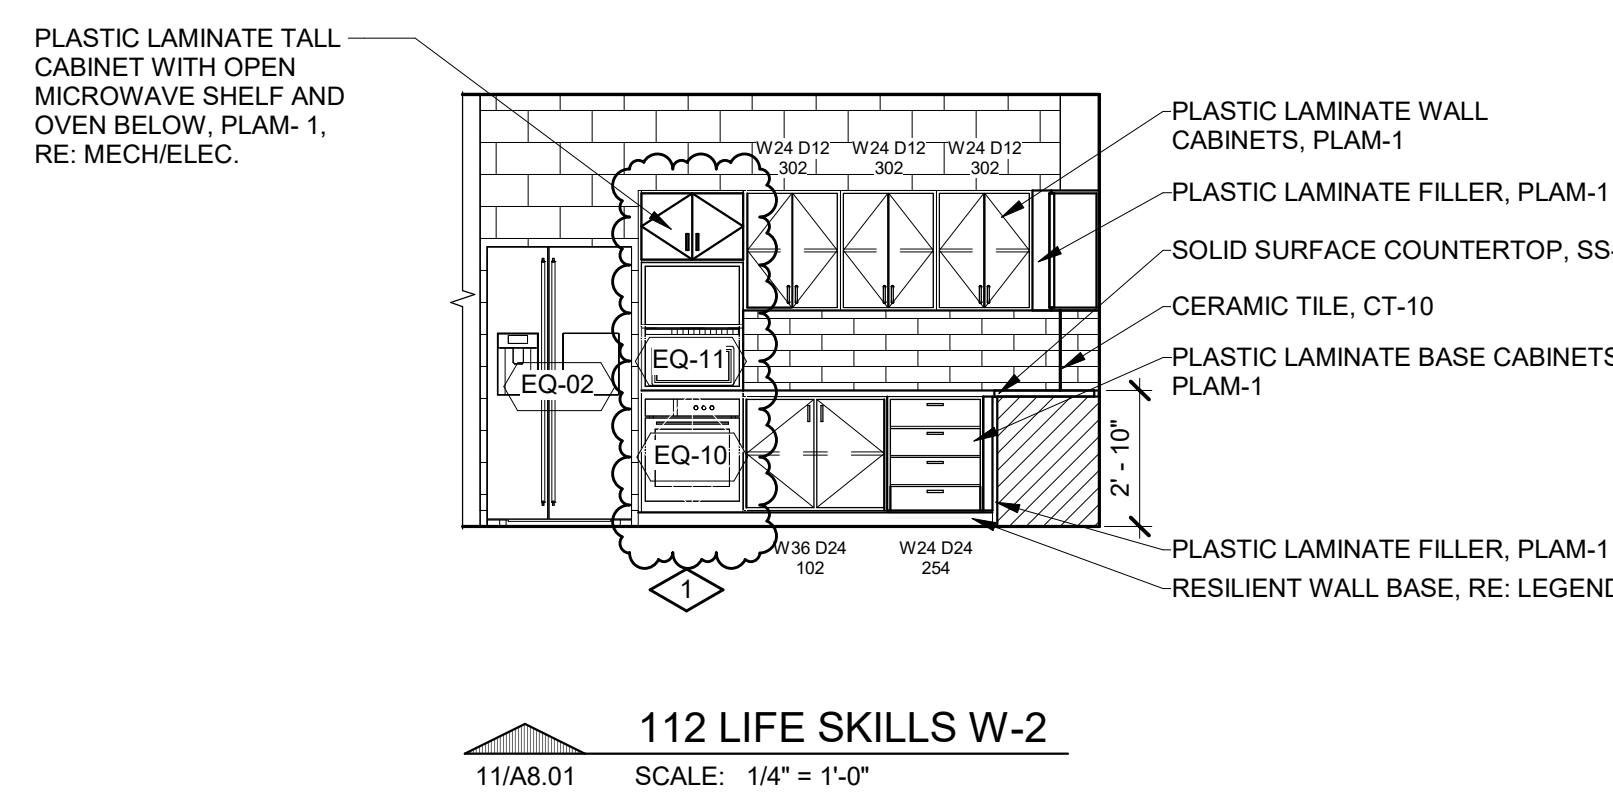 PLASTIC LAMINATE TALL
CABINET WITH OPEN
MICROWAVE SHELF AND
OVEN BELOW, PLAM- 1,
RE: MECH/ELEC.
W24 D12
302
W24 D12
302
W24 D12
302
PLASTIC LAMINATE WALL
CABINETS, PLAM-1
PLASTIC LAMINATE FILLER, PLAM-1
SOLID SURFACE COUNTERTOP, SS-
CERAMIC TILE, CT-10
PLASTIC LAMINATE BASE CABINETS
PLAM-1
EQ-11
EQ-02
EQ-10
2' - 10"
W36 D24
102
W24 D24
254
PLASTIC LAMINATE FILLER, PLAM-1
RESILIENT WALL BASE, RE: LEGEND
1
112 LIFE SKILLS W-2
11/A8.01
SCALE: 1/4" = 1'-0"